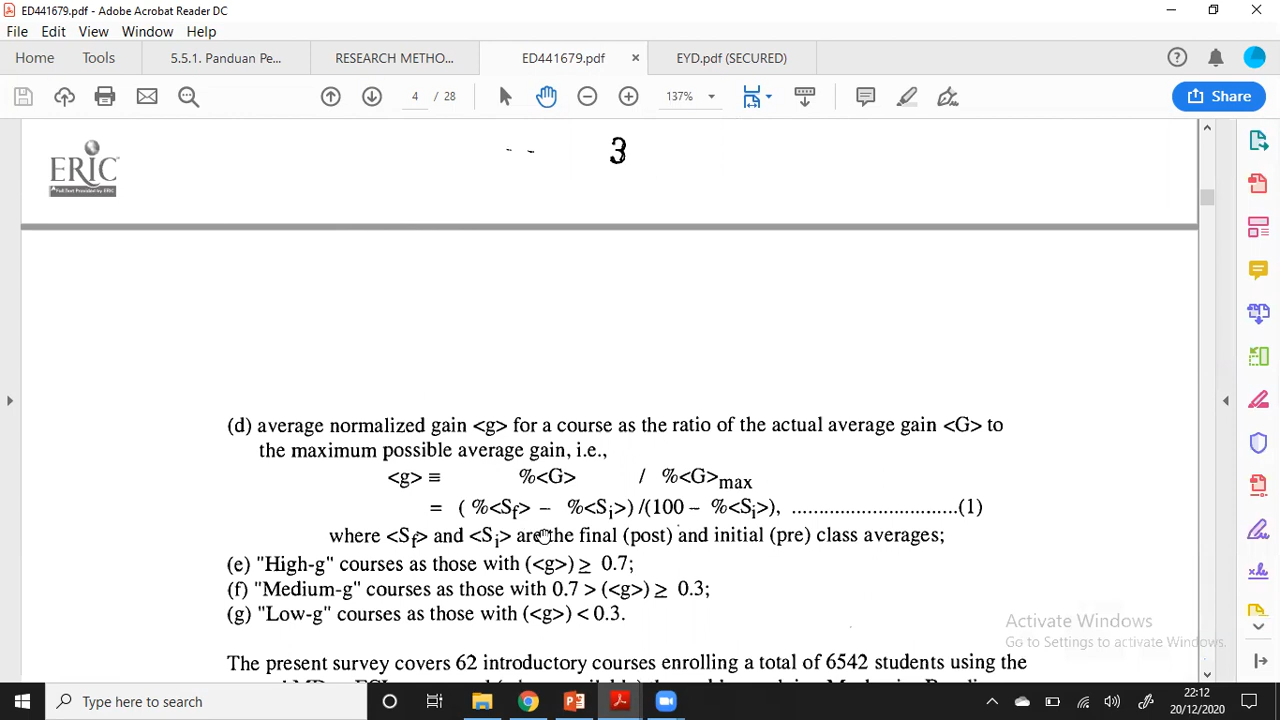 ED441679.pdf - Adobe Acrobat Reader DC
File Edit View Window Help
Home Tools 5.5.1. Panduan Pe... RESEARCH METHO... ED441679.pdf × EYD.pdf (SECURED)
4 / 28 137% Share
ERIC
3
(d) average normalized gain <g> for a course as the ratio of the actual average gain <G> to
the maximum possible average gain, i.e.,
<g> ≡ %<G> / %<G>max
= ( %<Sf> – %<Si>) /(100 – %<Si>), ................................(1)
where <Sf> and <Si> are the final (post) and initial (pre) class averages;
(e) "High-g" courses as those with (<g>) ≥ 0.7;
(f) "Medium-g" courses as those with 0.7 > (<g>) ≥ 0.3;
(g) "Low-g" courses as those with (<g>) < 0.3.
The present survey covers 62 introductory courses enrolling a total of 6542 students using the
Activate Windows
Go to Settings to activate Windows.
Type here to search
22:12
20/12/2020